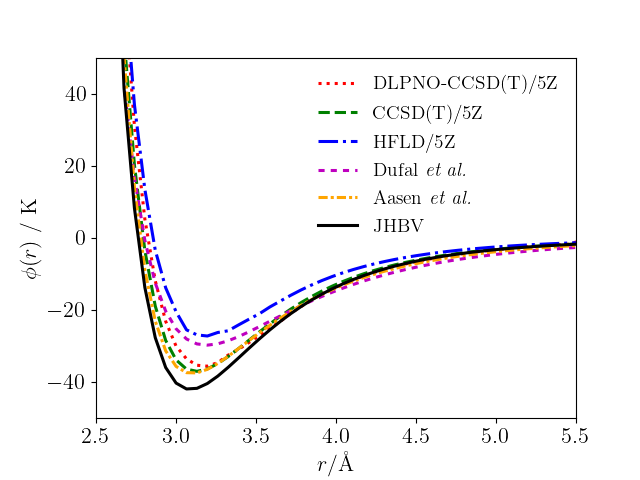 40
20
0
−20
−40
ϕ(r) / K
2.5 3.0 3.5 4.0 4.5 5.0 5.5
r/Å
DLPNO-CCSD(T)/5Z
CCSD(T)/5Z
HFLD/5Z
Dufal et al.
Aasen et al.
JHBV